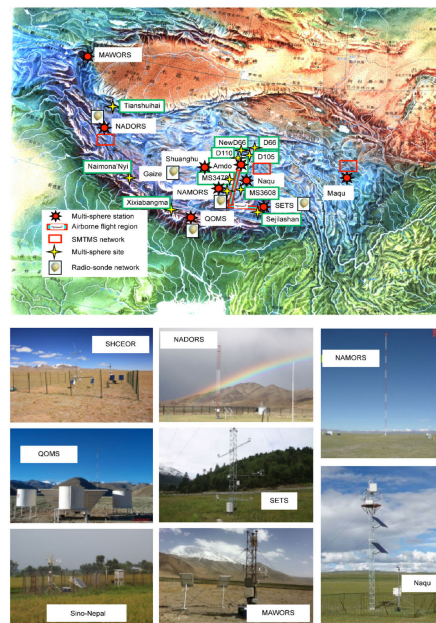 MAWORS
Tianshuihai
NADORS
NewD66
D66
D110
D105
Shuanghu
Amdo
Naimona'Nyi
Gaize
MS3478
Naqu
Maqu
NAMORS
MS3608
Xixiabangma
SETS
QOMS
Sejilashan
Multi-sphere station
Airborne flight region
SMTMS network
Multi-sphere site
Radio-sonde network
SHCEOR
NADORS
NAMORS
QOMS
SETS
Sino-Nepal
MAWORS
Naqu